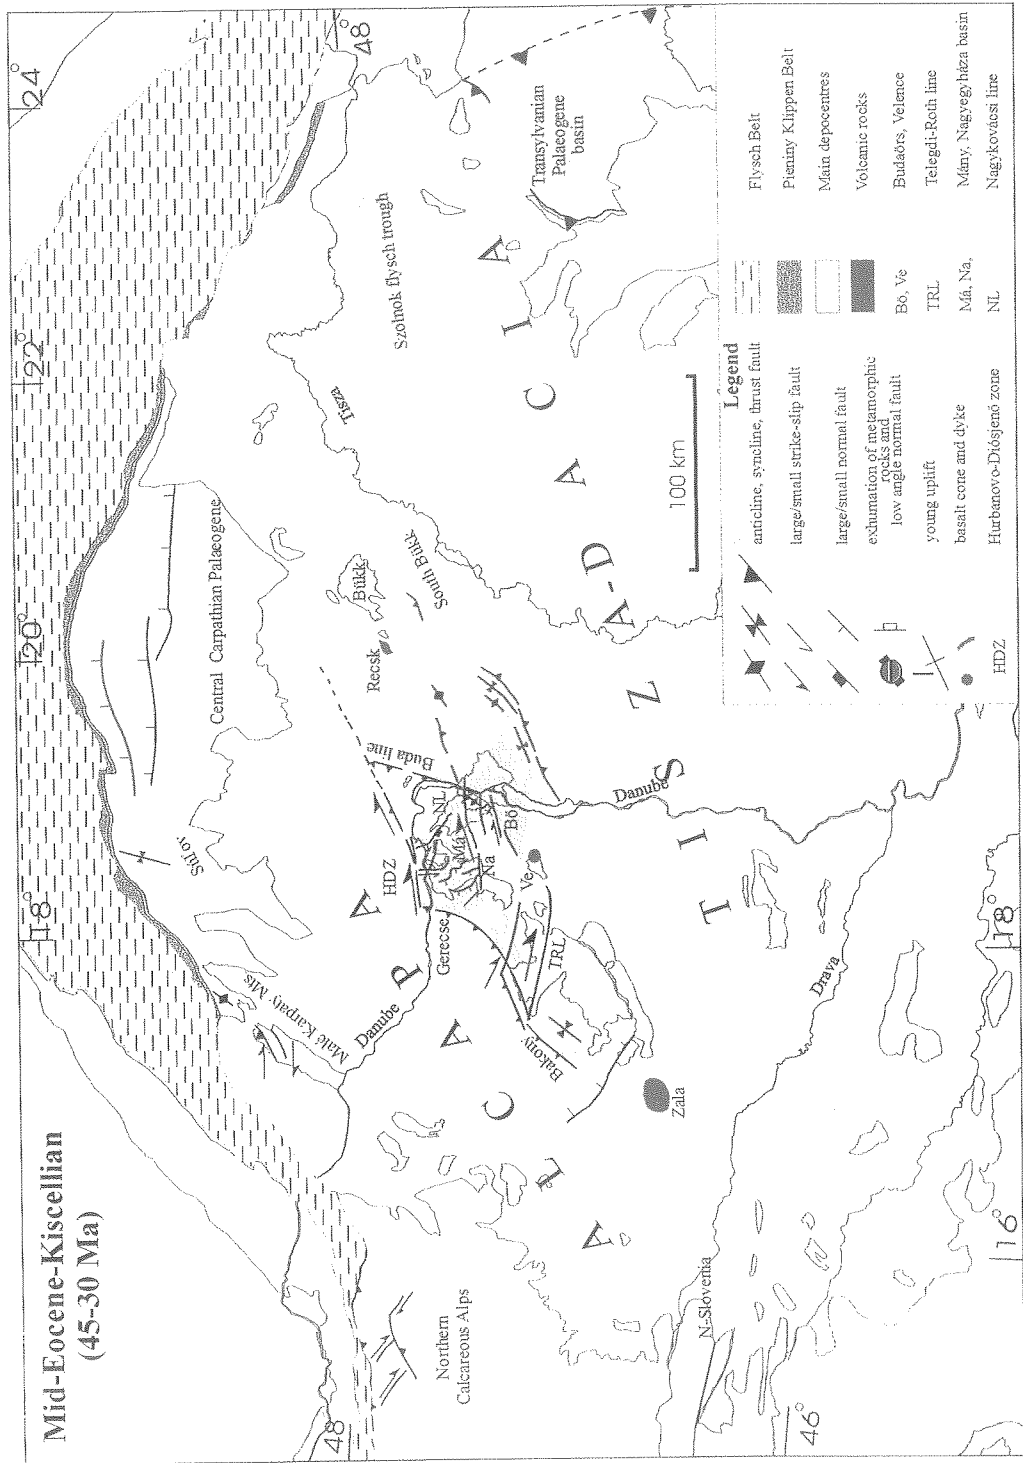 Mid-Eocene-Kiscellian
(45-30 Ma)
48°
18°
20°
22°
24°
48
Northern
Calcareous Alps
Malé Karpaty Mts
Danube
Súľov
Central Carpathian Palaeogene
Szolnok flysch trough
Tisza
Transylvanian
Palaeogene
basin
Bükk
South Bükk
Recsk
HDZ
Buda line
NL
Má
Na
Bö
Ve
Gerecse
TRL
Bakony
Zala
Danube
Drava
N-Slovenia
ALCAPA
TISZA-DACIA
46°
16°
18°
100 km
Legend
anticline, syncline, thrust fault
large/small strike-slip fault
large/small normal fault
exhumation of metamorphic
rocks and
low angle normal fault
young uplift
basalt cone and dyke
HDZ Hurbanovo-Diósjenő zone
Flysch Belt
Pieniny Klippen Belt
Main depocentres
Volcanic rocks
Bö, Ve Budaörs, Velence
TRL Telegdi-Roth line
Má, Na, Mány, Nagyegyháza basin
NL Nagykovácsi line